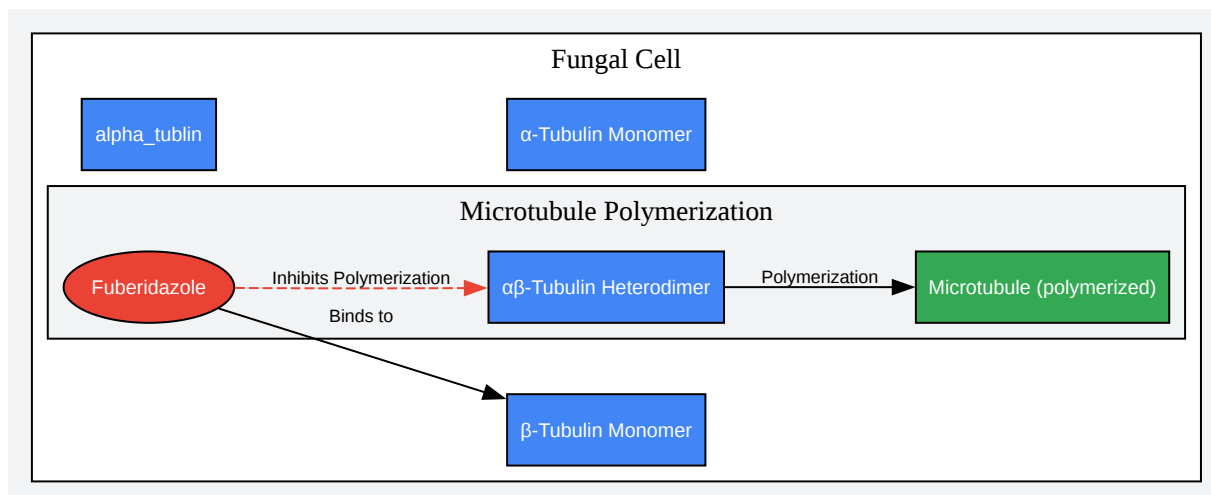 Fungal Cell
alpha_tublin
α-Tubulin Monomer
Microtubule Polymerization
Fuberidazole
Inhibits Polymerization
αβ-Tubulin Heterodimer
Polymerization
Microtubule (polymerized)
Binds to
β-Tubulin Monomer